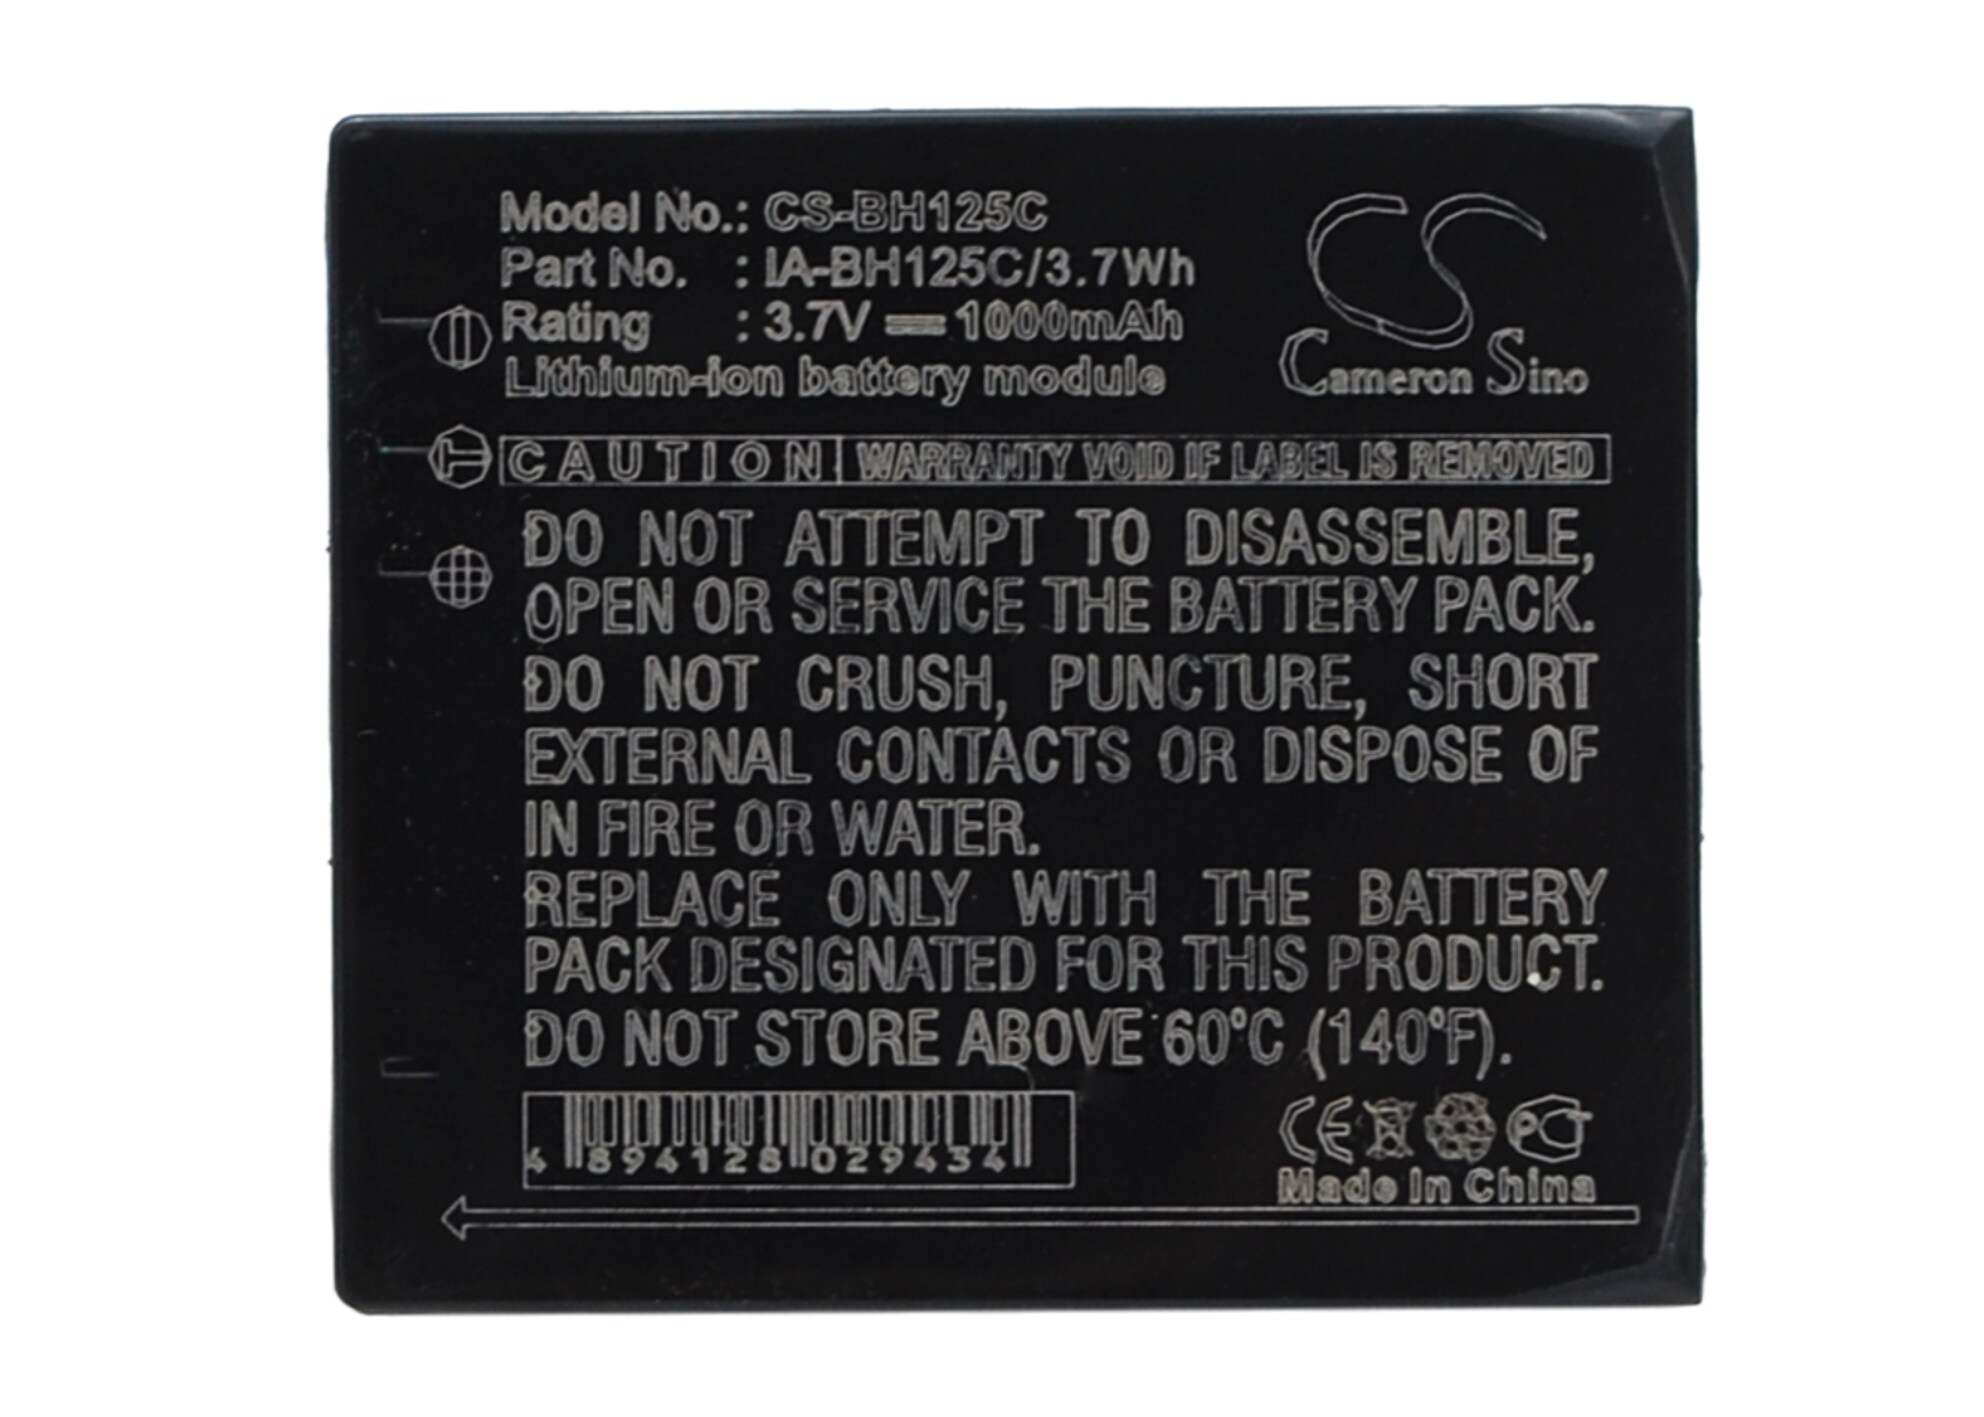 Model No.: CS-BH125C
Part No. : IA-BH125C/3.7Wh
Rating : 3.7V 1000mAh
Lithium-ion battery module
CS
Cameron Sino
CAUTION WARRANTY VOID IF LABEL IS REMOVED
DO NOT ATTEMPT TO DISASSEMBLE,
OPEN OR SERVICE THE BATTERY PACK.
DO NOT CRUSH, PUNCTURE, SHORT
EXTERNAL CONTACTS OR DISPOSE OF
IN FIRE OR WATER.
REPLACE ONLY WITH THE BATTERY
PACK DESIGNATED FOR THIS PRODUCT.
DO NOT STORE ABOVE 60°C (140°F).
4 894128 029434
CE PCT
Made In China